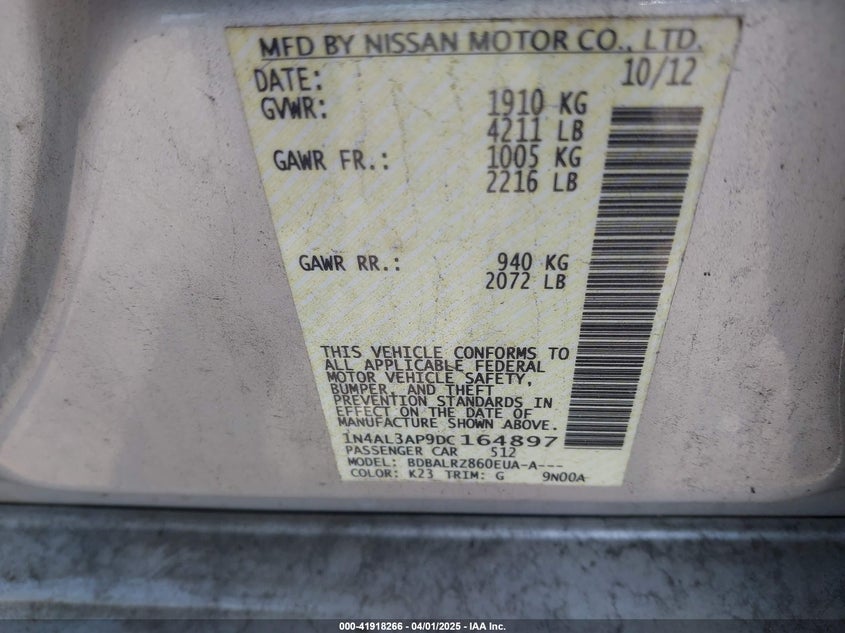 MFD BY NISSAN MOTOR CO., LTD.
DATE: 10/12
GVWR: 1910 KG
4211 LB
GAWR FR.: 1005 KG
2216 LB
GAWR RR.: 940 KG
2072 LB
THIS VEHICLE CONFORMS TO
ALL APPLICABLE FEDERAL
MOTOR VEHICLE SAFETY,
BUMPER, AND THEFT
PREVENTION STANDARDS IN
EFFECT ON THE DATE OF
MANUFACTURE SHOWN ABOVE.
1N4AL3AP9DC164897
PASSENGER CAR 512
MODEL: BDBALRZ860EUA-A---
COLOR: K23 TRIM: G 9N00A
000-41918266 - 04/01/2025 - IAA Inc.